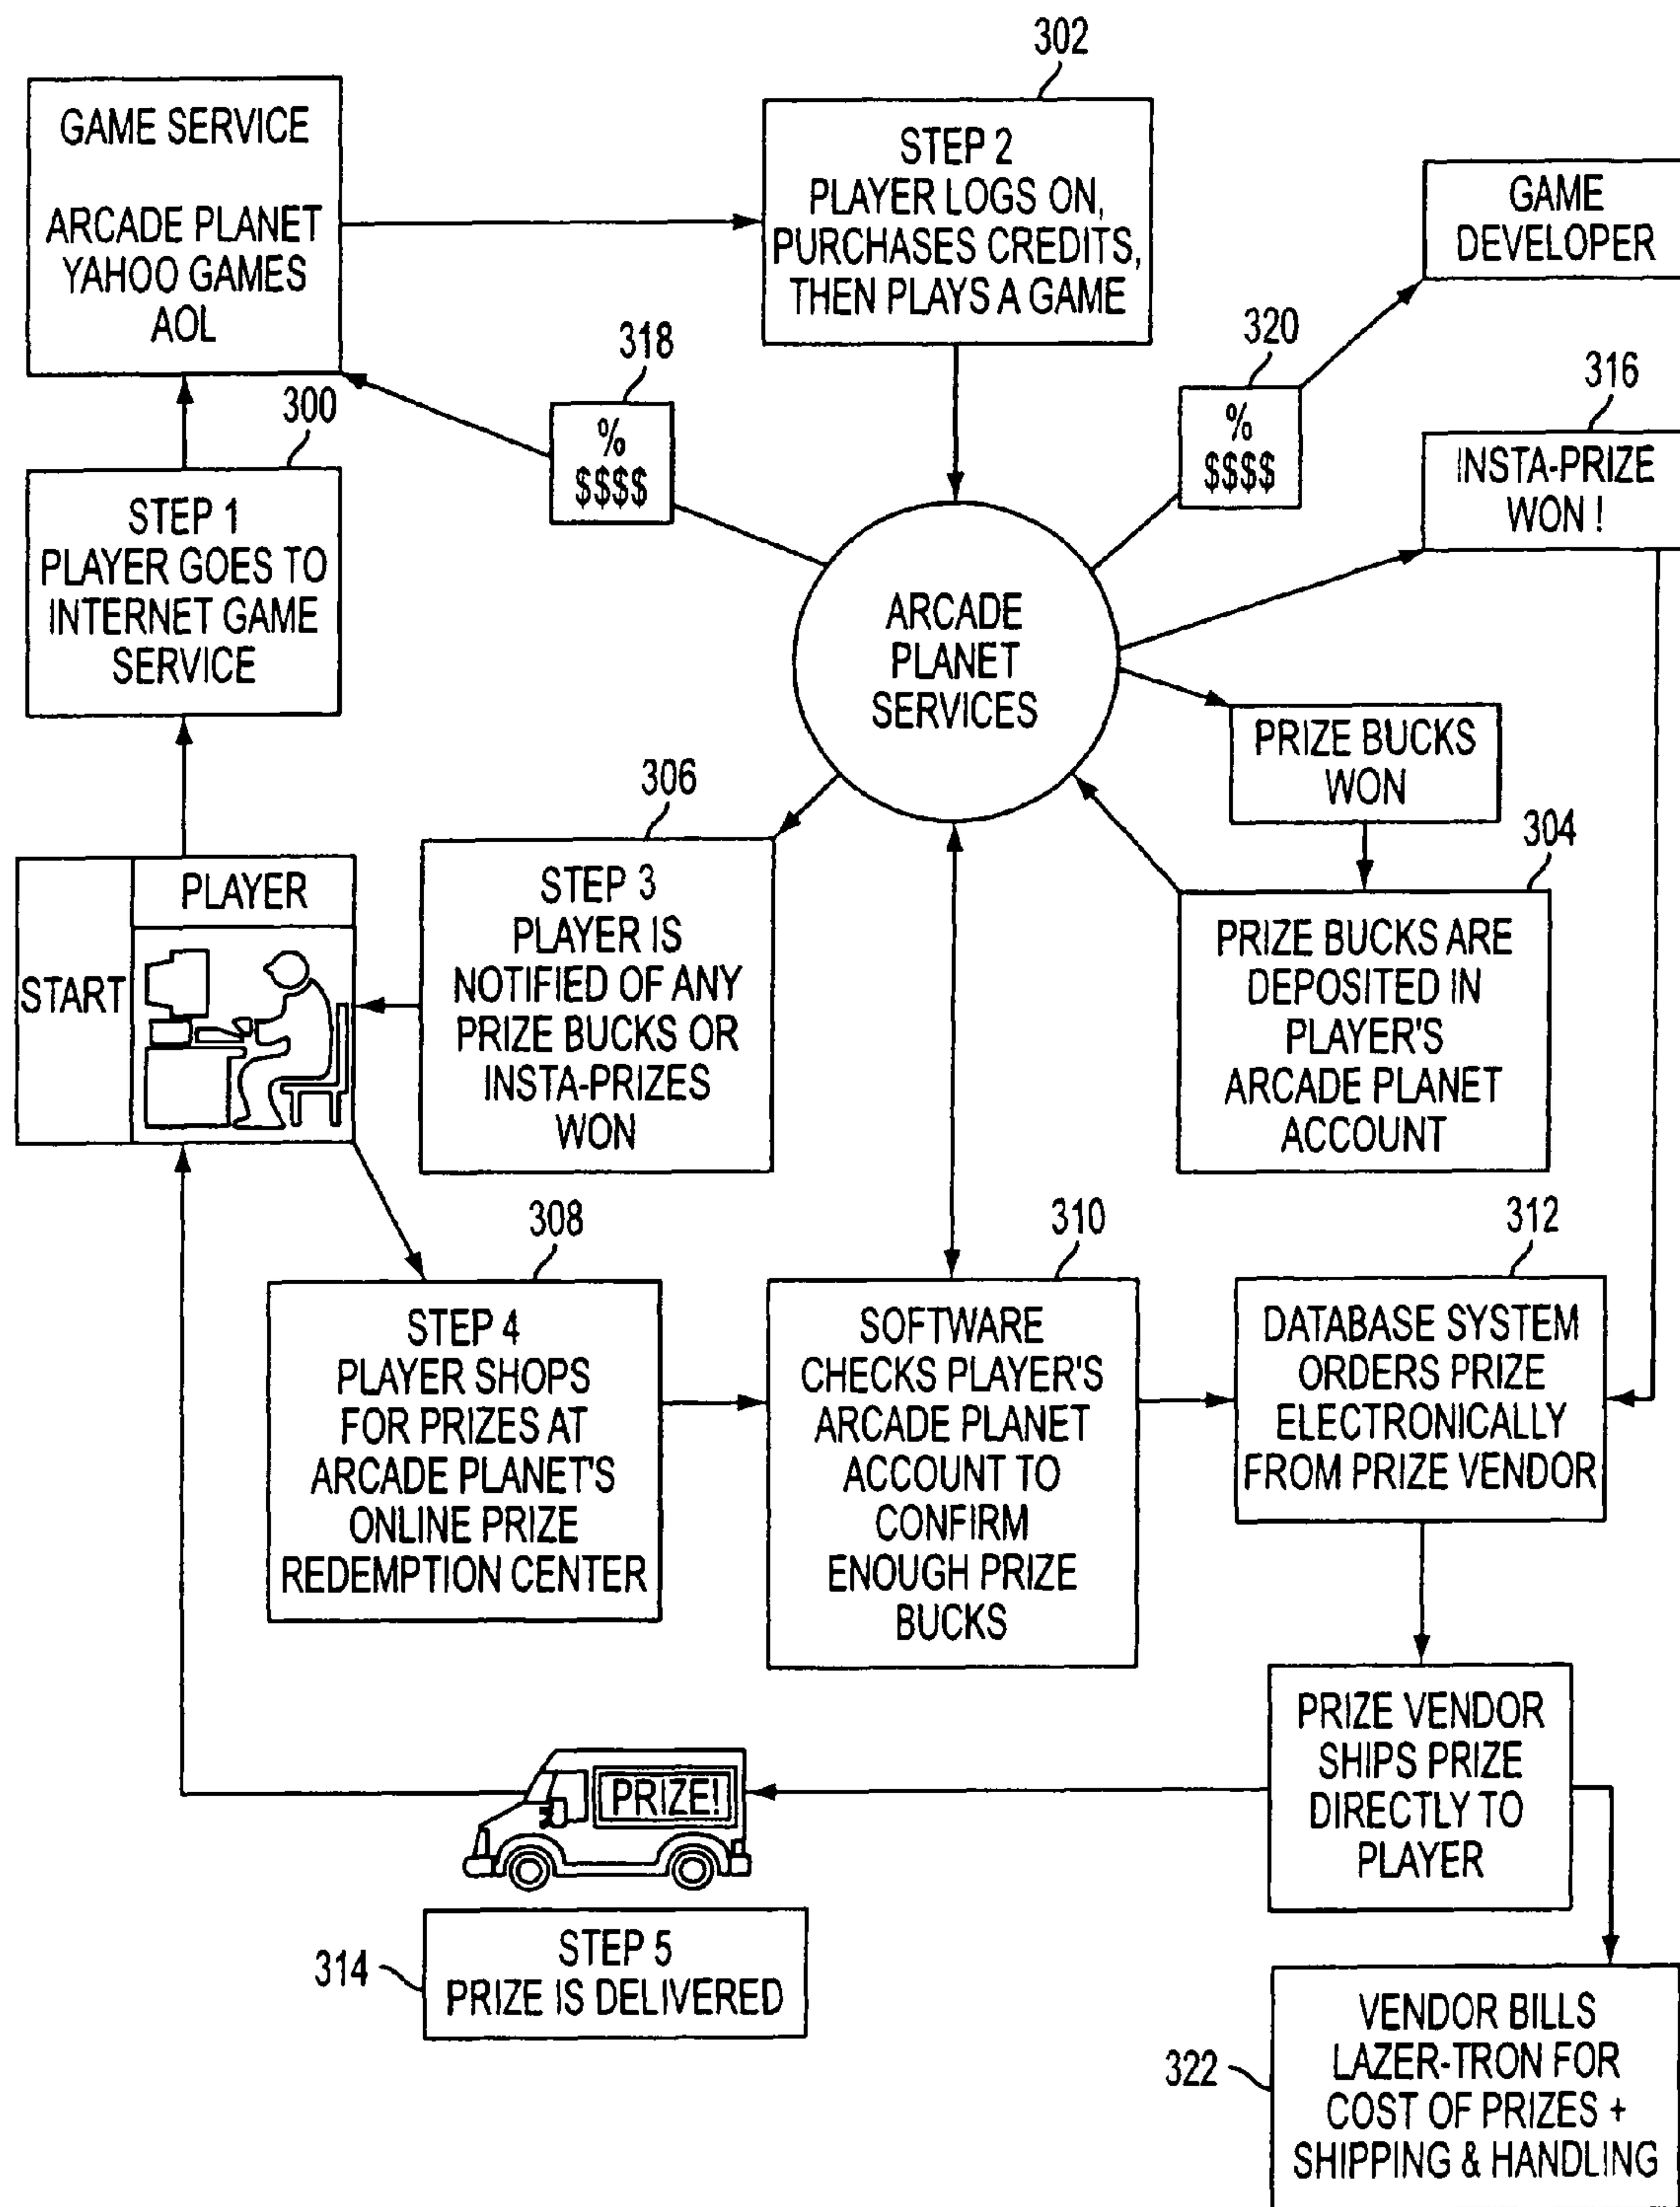 302
GAME SERVICE
ARCADE PLANET
YAHOO GAMES
AOL
STEP 2
PLAYER LOGS ON,
PURCHASES CREDITS,
THEN PLAYS A GAME
GAME
DEVELOPER
318
%
$$$$
320
%
$$$$
316
INSTA-PRIZE
WON !
300
STEP 1
PLAYER GOES TO
INTERNET GAME
SERVICE
ARCADE
PLANET
SERVICES
PRIZE BUCKS
WON
306
STEP 3
PLAYER IS
NOTIFIED OF ANY
PRIZE BUCKS OR
INSTA-PRIZES
WON
304
PRIZE BUCKS ARE
DEPOSITED IN
PLAYER'S
ARCADE PLANET
ACCOUNT
START
PLAYER
308
STEP 4
PLAYER SHOPS
FOR PRIZES AT
ARCADE PLANET'S
ONLINE PRIZE
REDEMPTION CENTER
310
SOFTWARE
CHECKS PLAYER'S
ARCADE PLANET
ACCOUNT TO
CONFIRM
ENOUGH PRIZE
BUCKS
312
DATABASE SYSTEM
ORDERS PRIZE
ELECTRONICALLY
FROM PRIZE VENDOR
PRIZE VENDOR
SHIPS PRIZE
DIRECTLY TO
PLAYER
PRIZE!
314
STEP 5
PRIZE IS DELIVERED
322
VENDOR BILLS
LAZER-TRON FOR
COST OF PRIZES +
SHIPPING & HANDLING